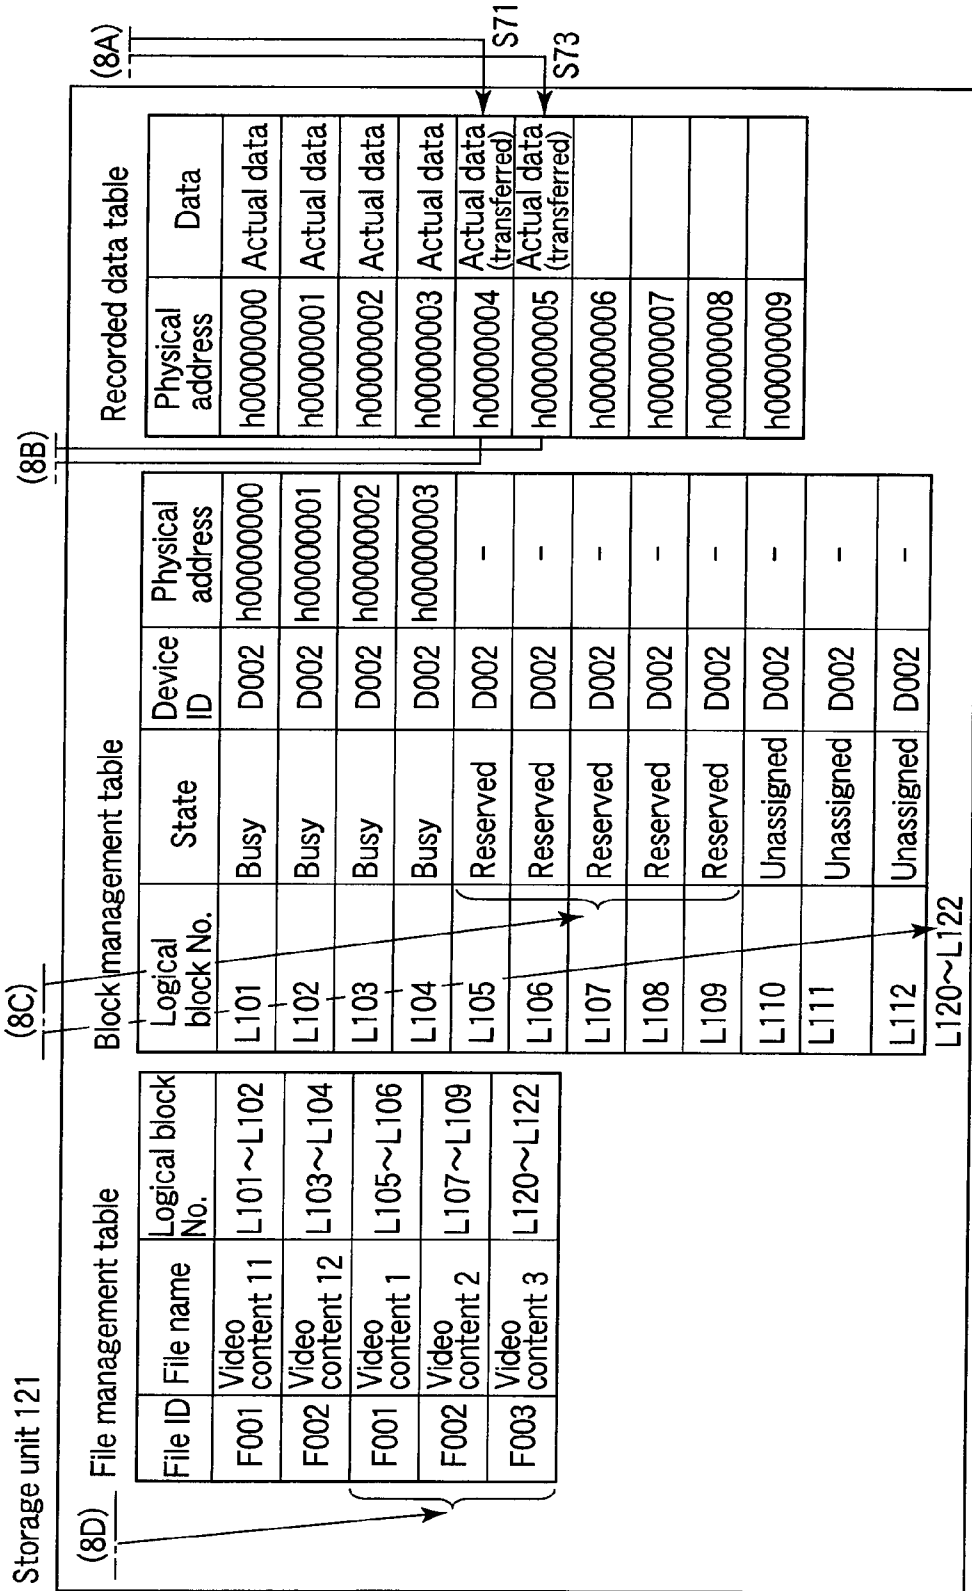 Storage unit 121
(8D)
File management table
File ID
File name
Logical block
No.
F001
Video
content 11
L101~L102
F002
Video
content 12
L103~L104
F001
Video
content 1
L105~L106
F002
Video
content 2
L107~L109
F003
Video
content 3
L120~L122
(8C)
Block management table
Logical
block No.
State
Device
ID
Physical
address
L101
Busy
D002
h00000000
L102
Busy
D002
h00000001
L103
Busy
D002
h00000002
L104
Busy
D002
h00000003
L105
Reserved
D002
-
L106
Reserved
D002
-
L107
Reserved
D002
-
L108
Reserved
D002
-
L109
Reserved
D002
-
L110
Unassigned
D002
-
L111
Unassigned
D002
-
L112
Unassigned
D002
-
L120~L122
(8B)
Recorded data table
Physical
address
Data
h00000000
Actual data
h00000001
Actual data
h00000002
Actual data
h00000003
Actual data
h00000004
Actual data
(transferred)
h00000005
Actual data
(transferred)
h00000006
h00000007
h00000008
h00000009
(8A)
S71
S73